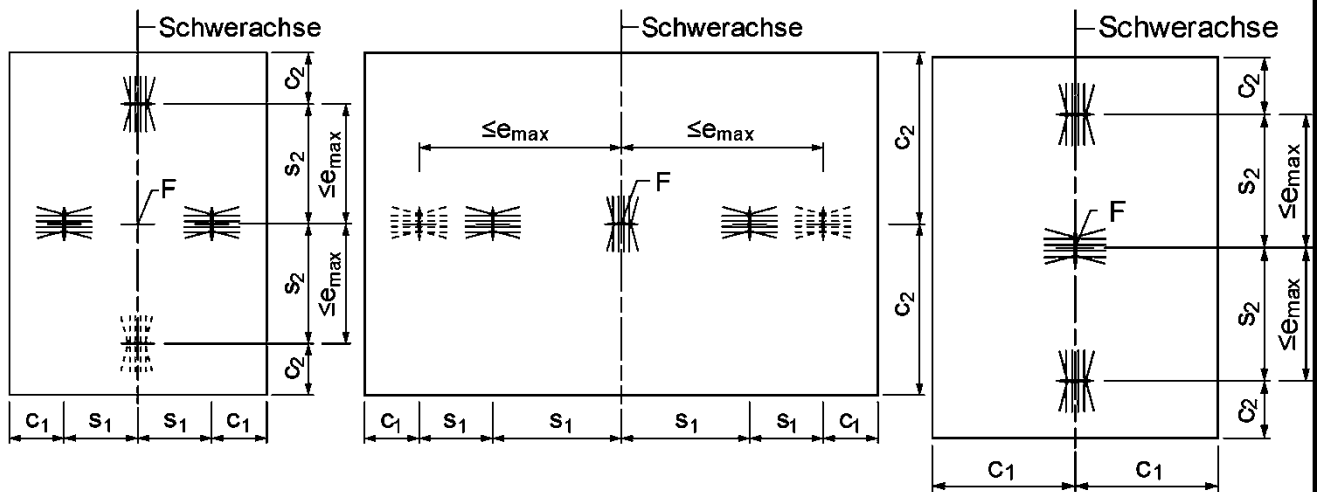 Schwerachse
F
c2
s2
s2
c2
≤emax
≤emax
c1
s1
s1
c1
Schwerachse
≤emax
≤emax
F
c2
c2
c1
s1
s1
s1
s1
c1
Schwerachse
F
c2
s2
s2
c2
≤emax
≤emax
c1
c1